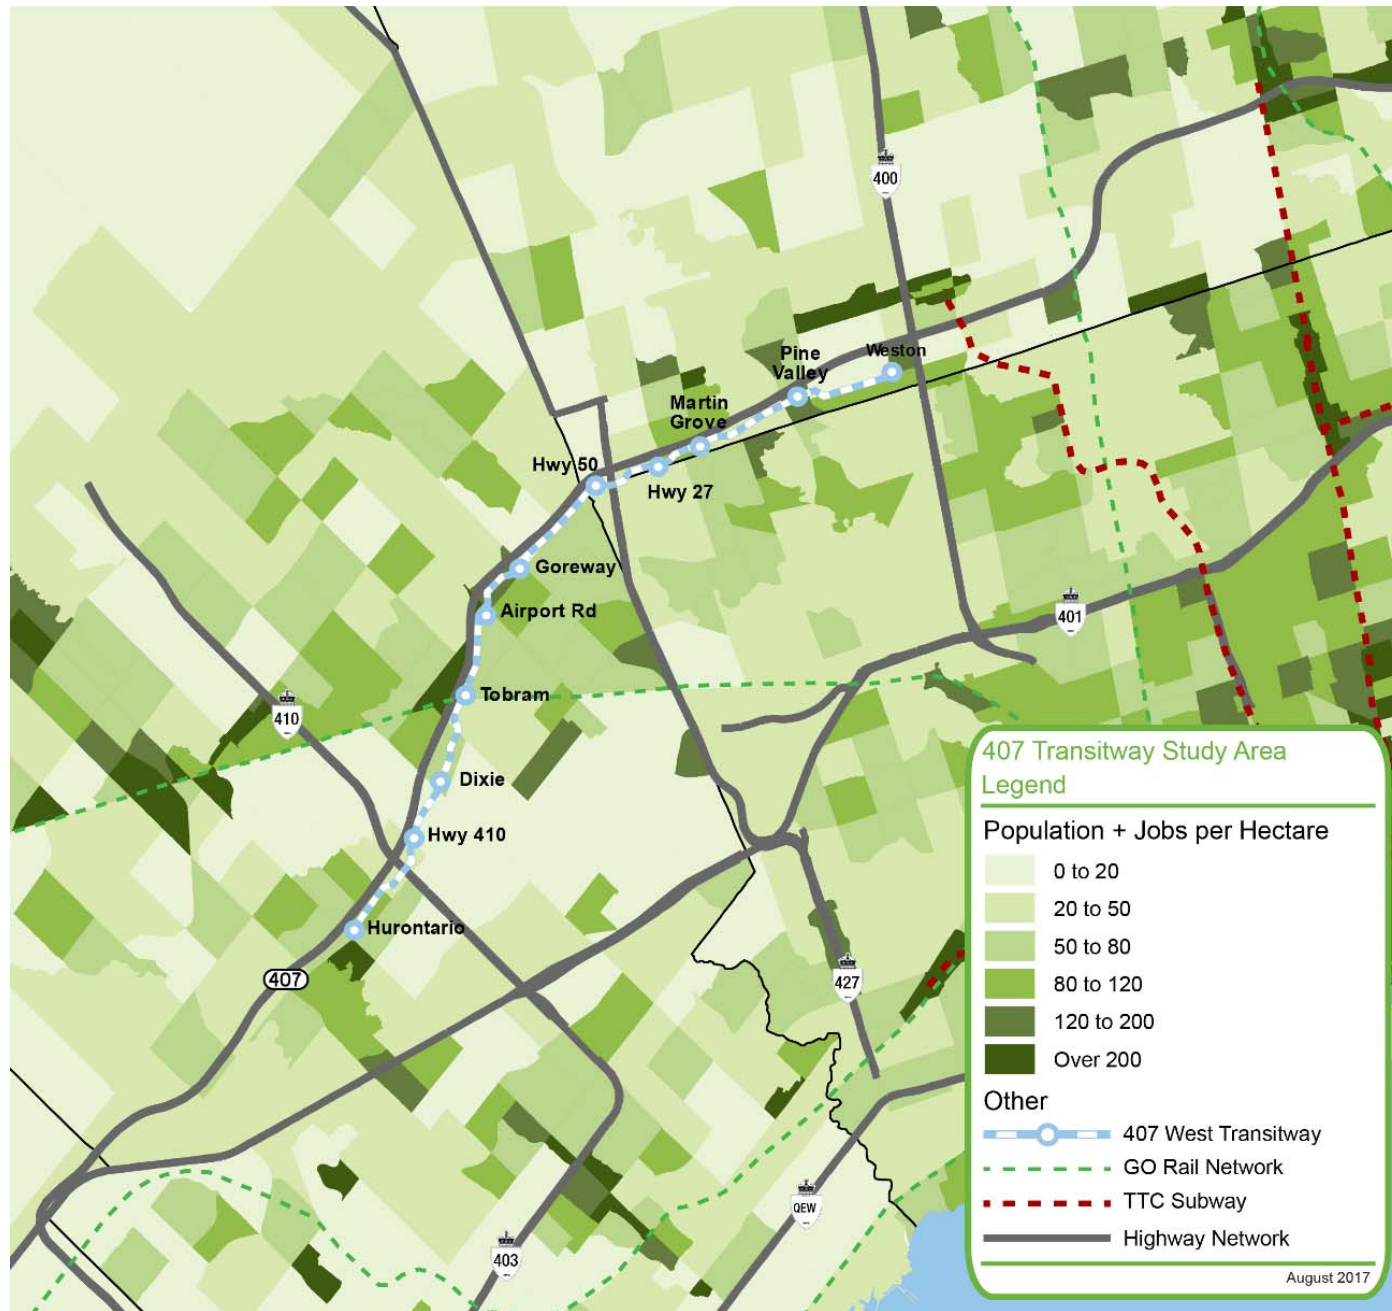 400
Pine
Valley
Weston
Martin
Grove
Hwy 50
Hwy 27
Goreway
Airport Rd
401
Tobram
410
Dixie
Hwy 410
Hurontario
407
427
QEW
403
407 Transitway Study Area
Legend
Population + Jobs per Hectare
0 to 20
20 to 50
50 to 80
80 to 120
120 to 200
Over 200
Other
407 West Transitway
GO Rail Network
TTC Subway
Highway Network
August 2017